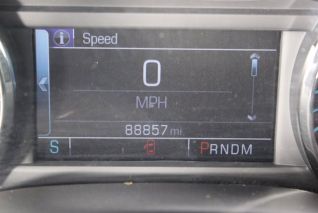 i Speed
0
MPH
88857 mi
S PRNDM